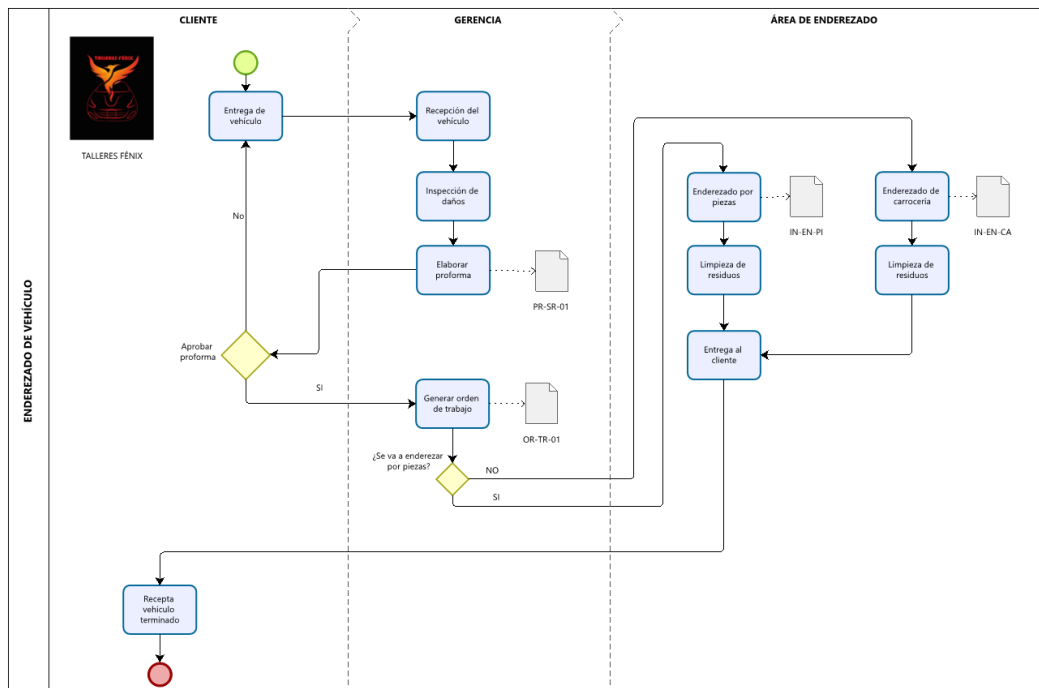 CLIENTE
GERENCIA
ÁREA DE ENDEREZADO
ENDEREZADO DE VEHÍCULO
TALLERES FÉNIX
TALLERES FÉNIX
Entrega de
vehículo
Recepción del
vehículo
Inspección de
daños
Elaborar
proforma
PR-SR-01
No
Aprobar
proforma
SI
Generar orden
de trabajo
OR-TR-01
¿Se va a enderezar
por piezas?
NO
SI
Enderezado por
piezas
IN-EN-PI
Enderezado de
carrocería
IN-EN-CA
Limpieza de
residuos
Limpieza de
residuos
Entrega al
cliente
Recepta
vehículo
terminado